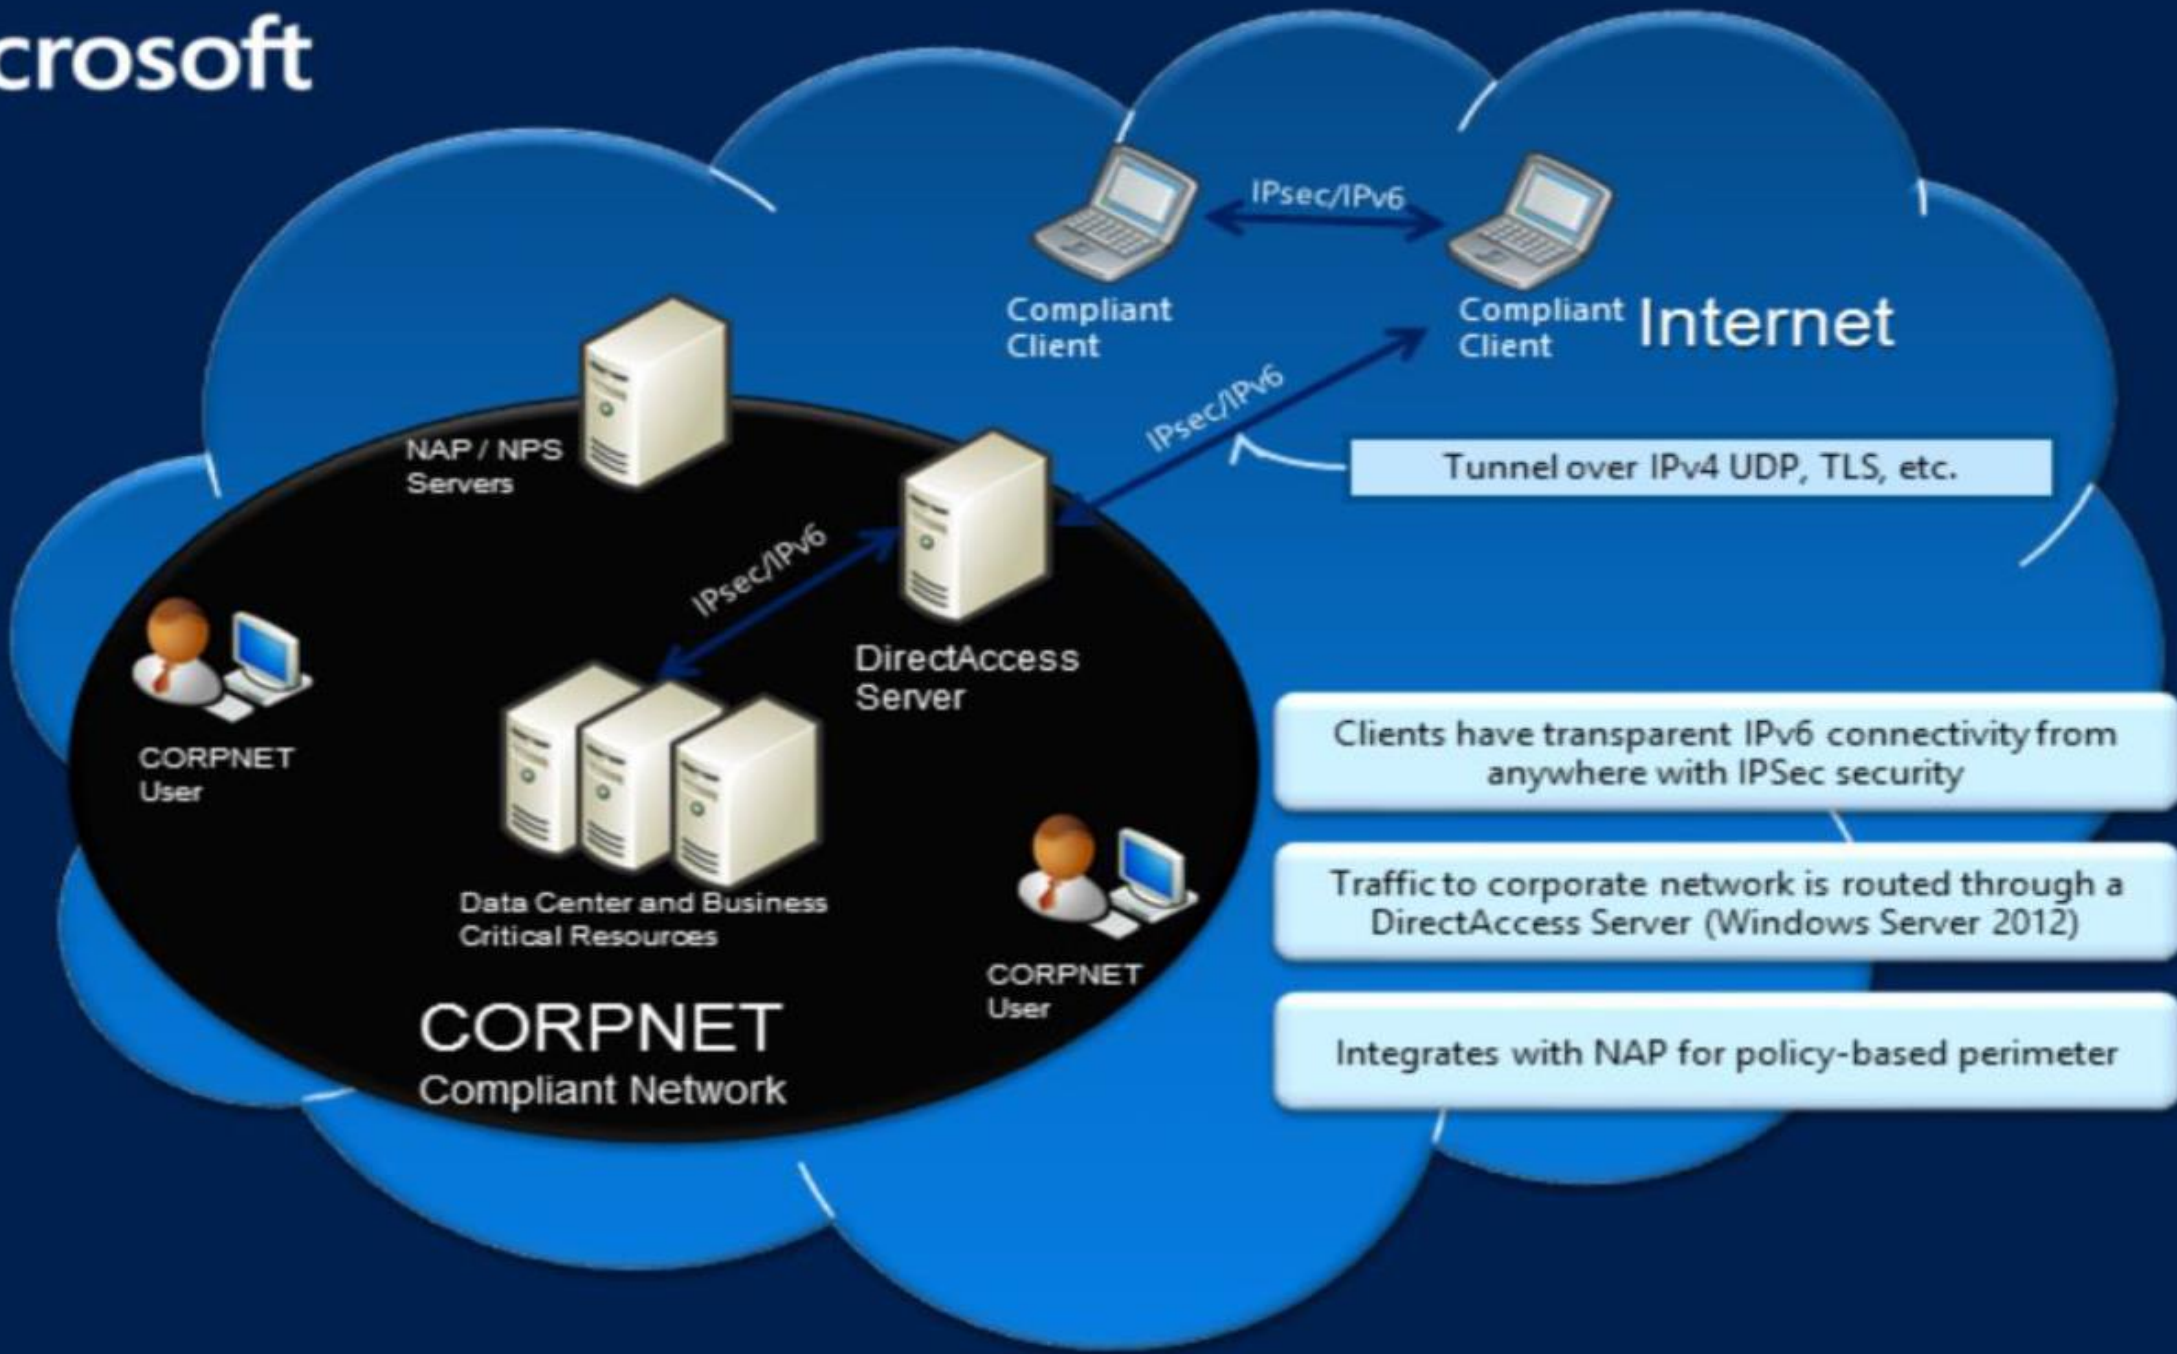 crosoft
IPsec/IPv6
Compliant
Client
Compliant
Client
Internet
IPsec/IPv6
Tunnel over IPv4 UDP, TLS, etc.
NAP / NPS
Servers
IPsec/IPv6
DirectAccess
Server
CORPNET
User
Data Center and Business
Critical Resources
CORPNET
User
CORPNET
Compliant Network
Clients have transparent IPv6 connectivity from
anywhere with IPSec security
Traffic to corporate network is routed through a
DirectAccess Server (Windows Server 2012)
Integrates with NAP for policy-based perimeter